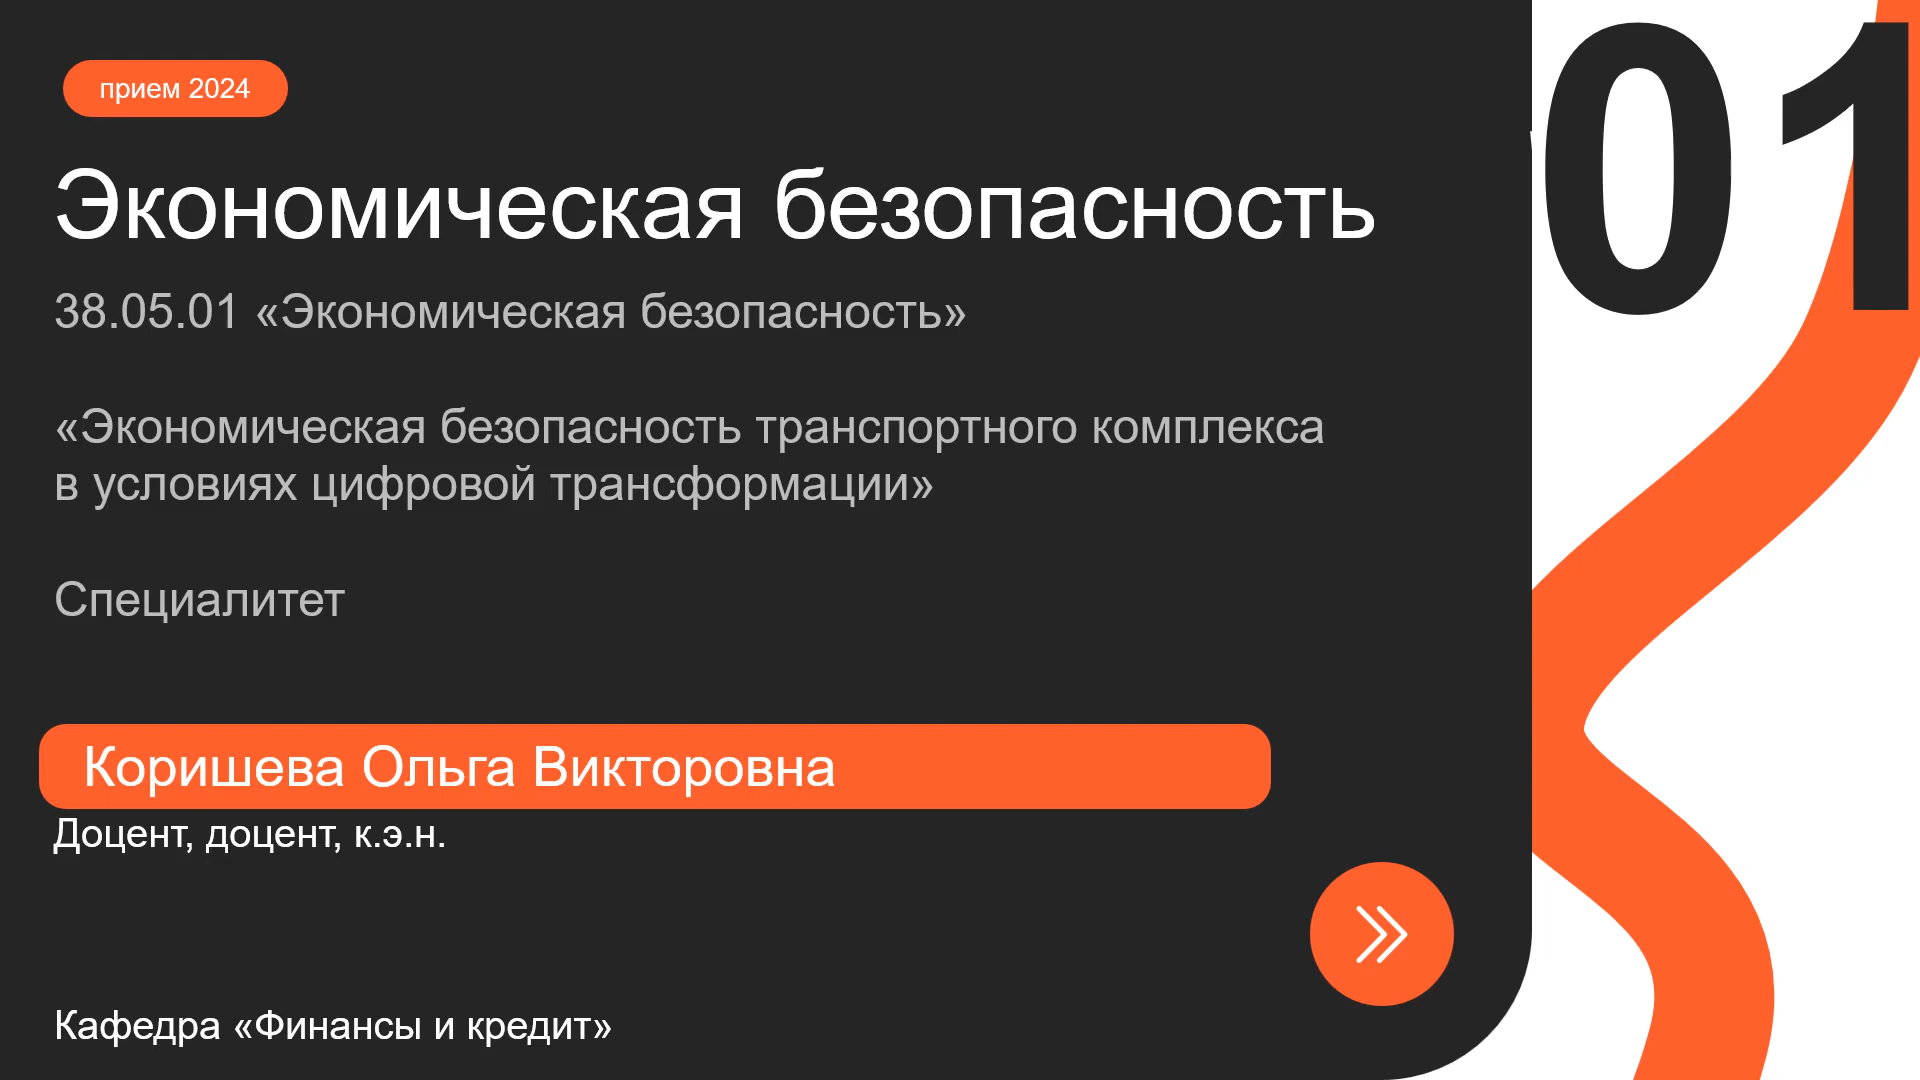 прием 2024
01
Экономическая безопасность
38.05.01 «Экономическая безопасность»
«Экономическая безопасность транспортного комплекса
в условиях цифровой трансформации»
Специалитет
Коришева Ольга Викторовна
Доцент, доцент, к.э.н.
Кафедра «Финансы и кредит»